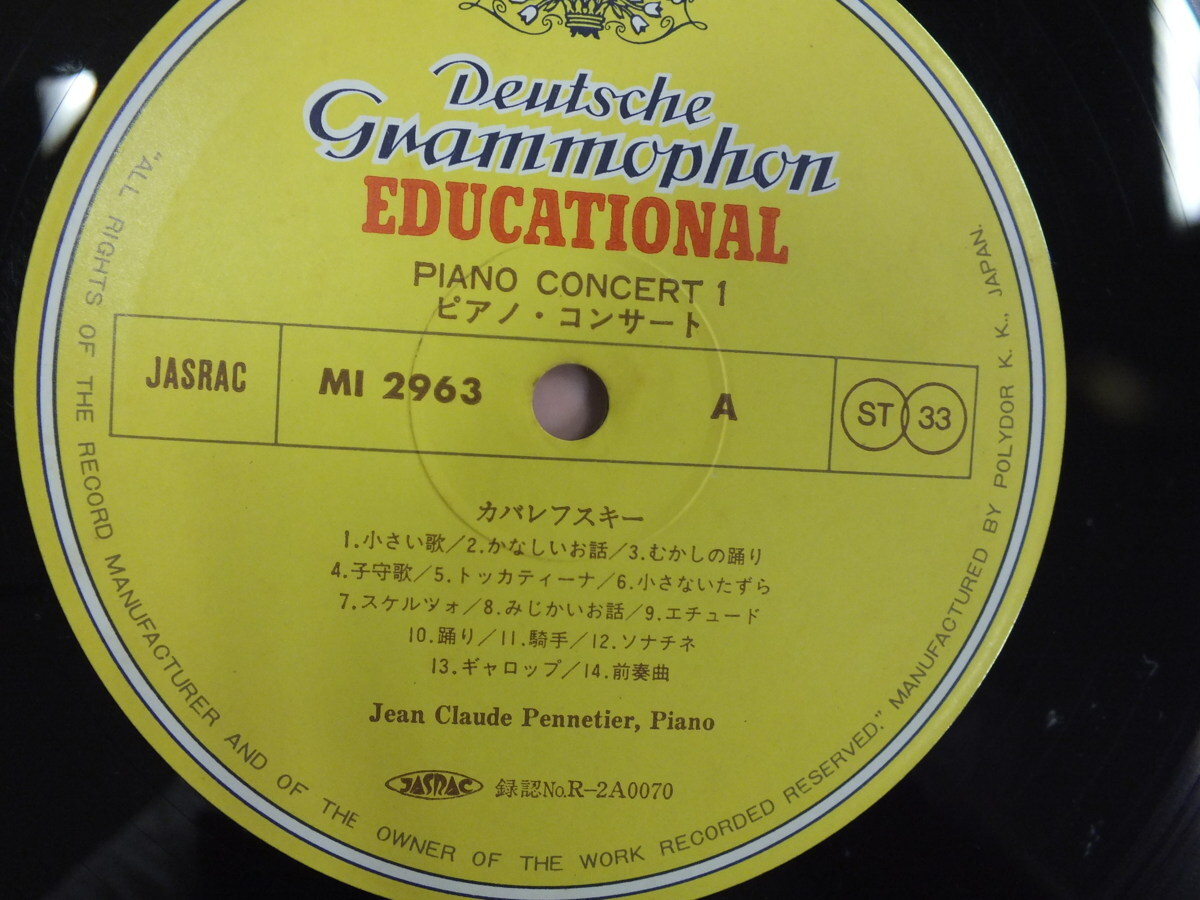 Deutsche
Grammophon
EDUCATIONAL
PIANO CONCERT 1
ピアノ・コンサート
JASRAC MI 2963 A ST 33
カバレフスキー
1.小さい歌/2.かなしいお話/3.むかしの踊り
4.子守歌/5.トッカティーナ/6.小さないたずら
7.スケルツォ/8.みじかいお話/9.エチュード
10.踊り/11.騎手/12.ソナチネ
13.ギャロップ/14.前奏曲
Jean Claude Pennetier, Piano
JASRAC 録認No.R-2A0070
"ALL RIGHTS OF THE RECORD MANUFACTURER AND OF THE OWNER OF THE WORK RECORDED RESERVED." MANUFACTURED BY POLYDOR K. K., JAPAN.